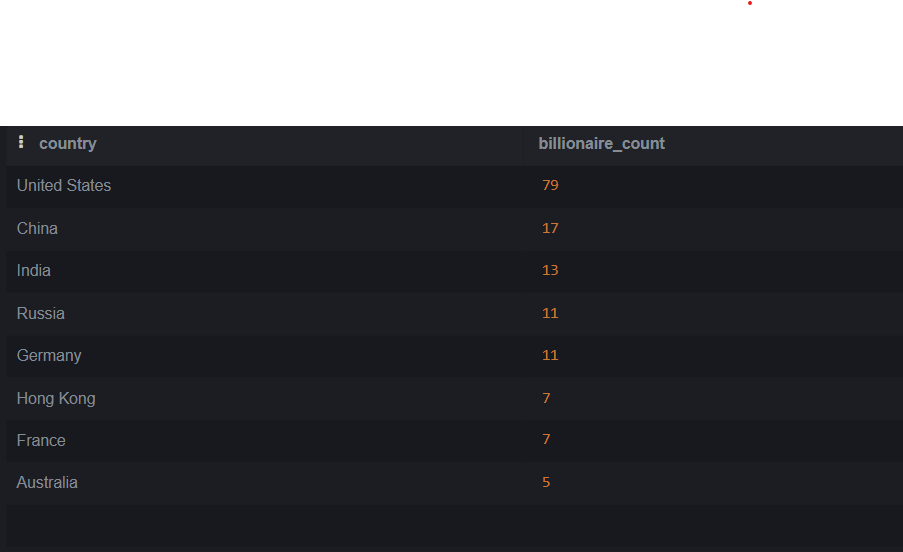 country billionaire_count
United States 79
China 17
India 13
Russia 11
Germany 11
Hong Kong 7
France 7
Australia 5